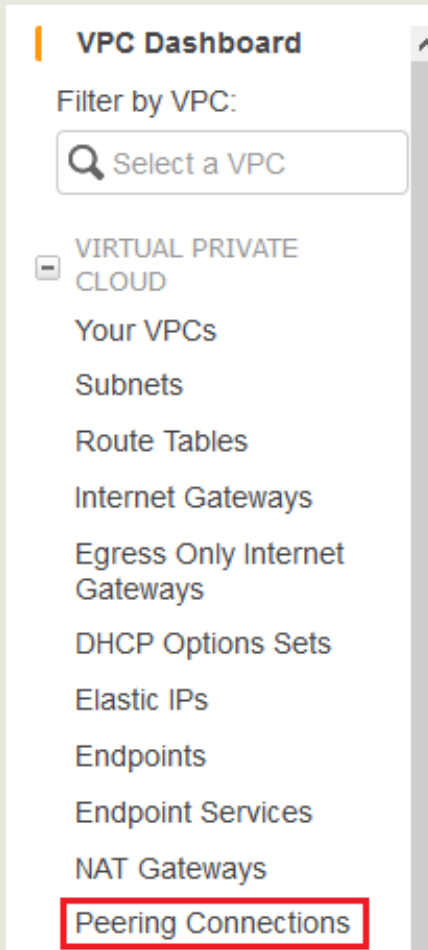 VPC Dashboard
Filter by VPC:
Select a VPC
VIRTUAL PRIVATE
CLOUD
Your VPCs
Subnets
Route Tables
Internet Gateways
Egress Only Internet
Gateways
DHCP Options Sets
Elastic IPs
Endpoints
Endpoint Services
NAT Gateways
Peering Connections